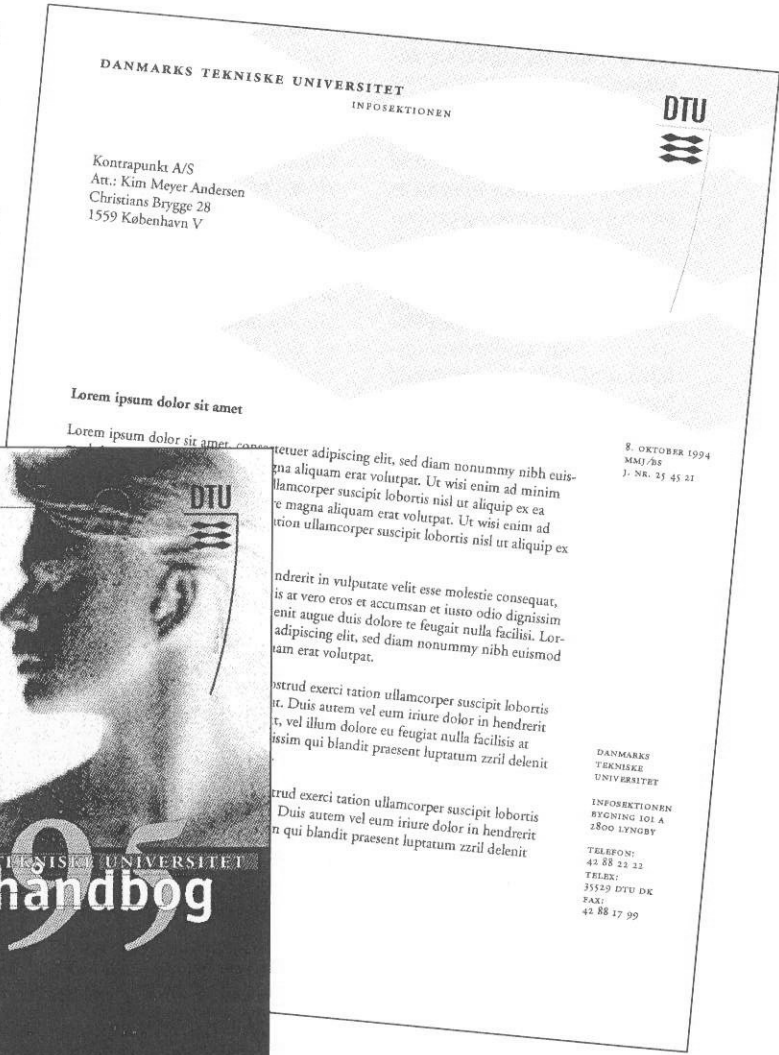 DANMARKS TEKNISKE UNIVERSITET
INFOSEKTIONEN
DTU
Kontrapunkt A/S
Att.: Kim Meyer Andersen
Christians Brygge 28
1559 København V
Lorem ipsum dolor sit amet
Lorem ipsum dolor sit amet, consectetuer adipiscing elit, sed diam nonummy nibh euis-
gna aliquam erat volutpat. Ut wisi enim ad minim
llamcorper suscipit lobortis nisl ut aliquip ex ea
re magna aliquam erat volutpat. Ut wisi enim ad
tion ullamcorper suscipit lobortis nisl ut aliquip ex
ndrerit in vulputate velit esse molestie consequat,
is at vero eros et accumsan et iusto odio dignissim
enit augue duis dolore te feugait nulla facilisi. Lor-
adipiscing elit, sed diam nonummy nibh euismod
uam erat volutpat.
ostrud exerci tation ullamcorper suscipit lobortis
at. Duis autem vel eum iriure dolor in hendrerit
t, vel illum dolore eu feugiat nulla facilisis at
issim qui blandit praesent luptatum zzril delenit
trud exerci tation ullamcorper suscipit lobortis
Duis autem vel eum iriure dolor in hendrerit
n qui blandit praesent luptatum zzril delenit
8. OKTOBER 1994
MMJ/BS
J. NR. 25 45 21
DANMARKS
TEKNISKE
UNIVERSITET
INFOSEKTIONEN
BYGNING 101 A
2800 LYNGBY
TELEFON:
42 88 22 22
TELEX:
35529 DTU DK
FAX:
42 88 17 99
DTU
95
TEKNISKE UNIVERSITET
håndbog